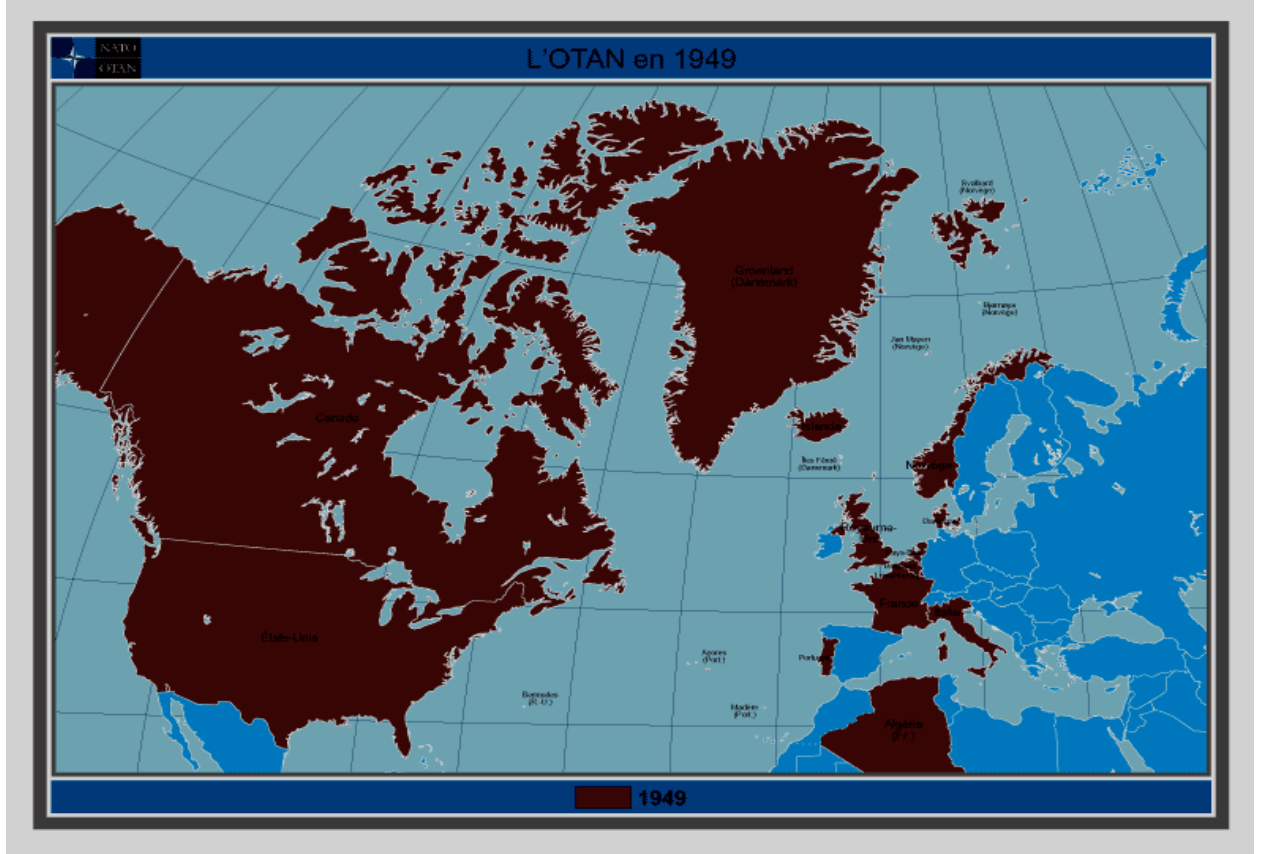 NATO
OTAN
L'OTAN en 1949
Svalbard
(Norvège)
Groenland
(Danemark)
Bjørnøya
(Norvège)
Jan Mayen
(Norvège)
Canada
Islande
Îles Féroé
(Danemark)
Norvège
Royaume-
France
États-Unis
Açores
(Port.)
Portugal
Bermudes
(R.-U.)
Madère
(Port.)
Algérie
(Fr.)
1949